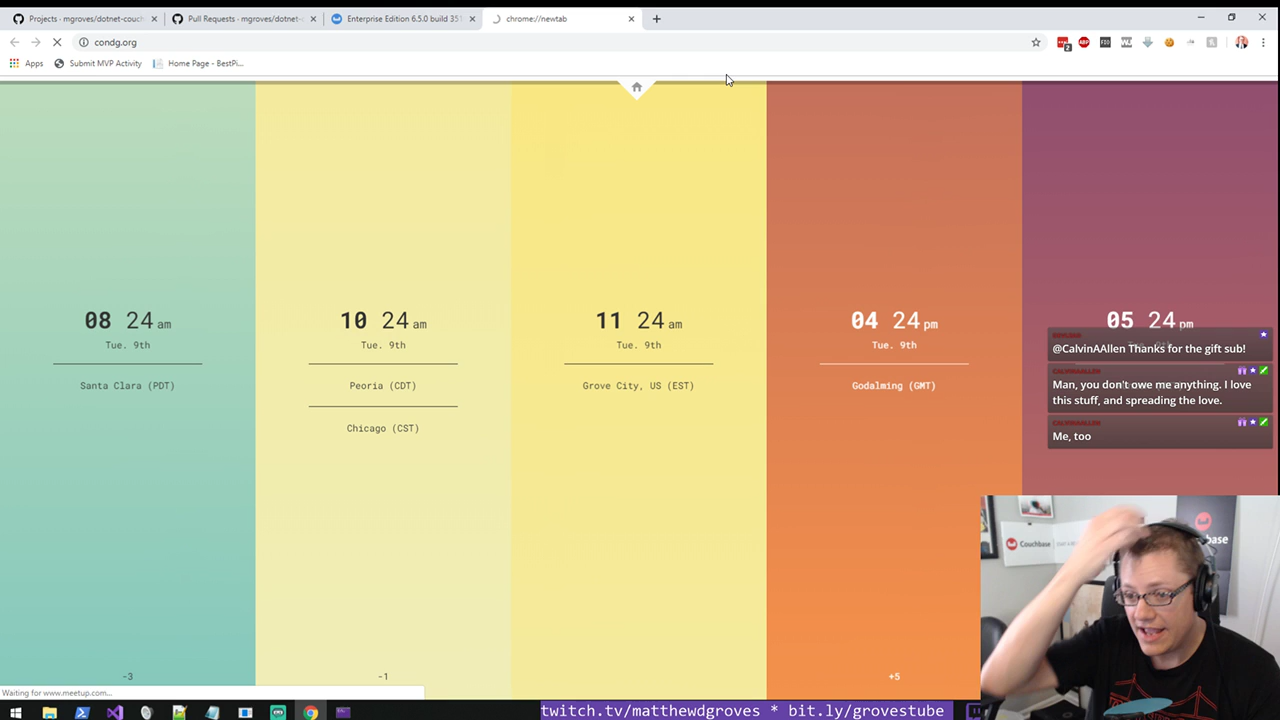 Projects · mgroves/dotnet-couch
Pull Requests · mgroves/dotnet-c
Enterprise Edition 6.5.0 build 351
chrome://newtab
condg.org
2
ABP
Apps
Submit MVP Activity
Home Page - BestPi...
08 24 am
Tue. 9th
Santa Clara (PDT)
-3
10 24 am
Tue. 9th
Peoria (CDT)
Chicago (CST)
-1
11 24 am
Tue. 9th
Grove City, US (EST)
04 24 pm
Tue. 9th
Godalming (GMT)
+5
05 24 pm
@CalvinAAllen Thanks for the gift sub!
CALVINAALLEN
Man, you don't owe me anything. I love
this stuff, and spreading the love.
CALVINAALLEN
Me, too
Couchbase
Waiting for www.meetup.com...
twitch.tv/matthewdgroves * bit.ly/grovestube